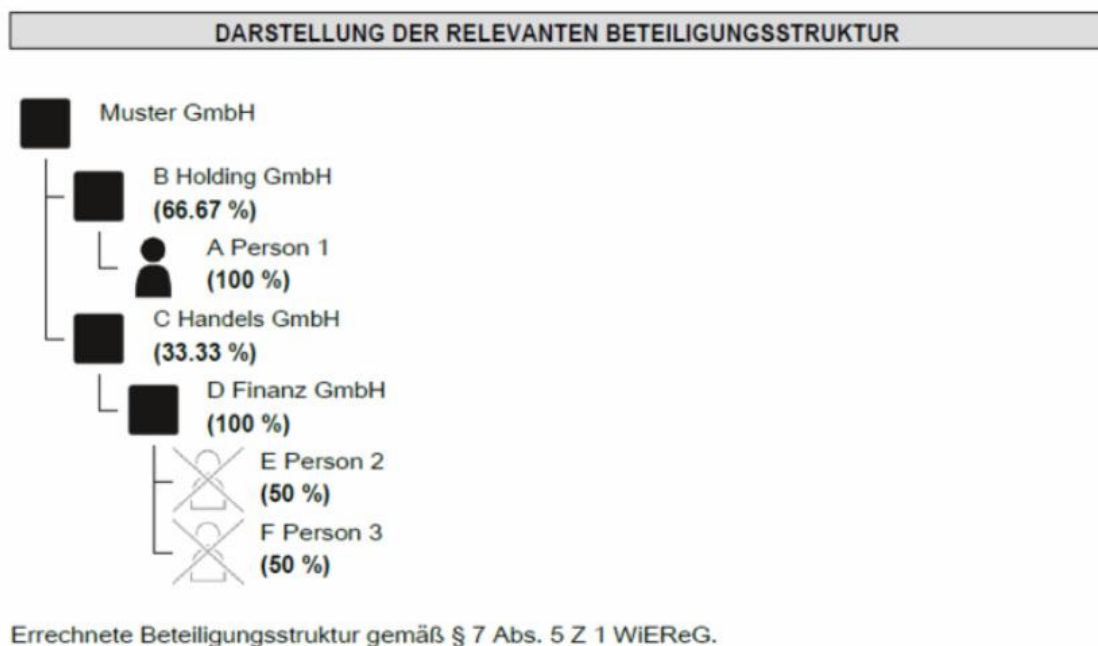 DARSTELLUNG DER RELEVANTEN BETEILIGUNGSSTRUKTUR
Muster GmbH
B Holding GmbH
(66.67 %)
A Person 1
(100 %)
C Handels GmbH
(33.33 %)
D Finanz GmbH
(100 %)
E Person 2
(50 %)
F Person 3
(50 %)
Errechnete Beteiligungsstruktur gemäß § 7 Abs. 5 Z 1 WiEReG.